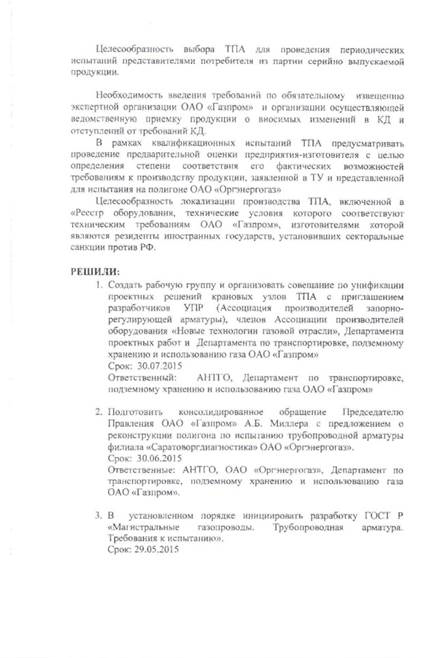 Целесообразность выбора ТПА для проведения периодических
испытаний представителями потребителя из партии серийно выпускаемой
продукции.
Необходимость введения требований по обязательному извещению
экспертной организации ОАО «Газпром» и организации осуществляющей
ведомственную приемку продукции о вносимых изменений в КД и
отступлений от требований КД.
В рамках квалификационных испытаний ТПА предусматривать
проведение предварительной оценки предприятия-изготовителя с целью
определения степени соответствия его фактических возможностей
требованиям к производству продукции, заявленной в ТУ и представленной
для испытания на полигоне ОАО «Оргэнергогаз»
Целесообразность локализации производства ТПА, включенной в
«Реестр оборудования, технические условия которого соответствуют
техническим требованиям ОАО «Газпром», изготовителями которой
являются резиденты иностранных государств, установивших секторальные
санкции против РФ.
РЕШИЛИ:
1. Создать рабочую группу и организовать совещание по унификации
проектных решений крановых узлов ТПА с приглашением
разработчиков УПР (Ассоциация производителей запорно-
регулирующей арматуры), членов Ассоциации производителей
оборудования «Новые технологии газовой отрасли», Департамента
проектных работ и Департамента по транспортировке, подземному
хранению и использованию газа ОАО «Газпром»
Срок: 30.07.2015
Ответственный: АНТГО, Департамент по транспортировке,
подземному хранению и использованию газа ОАО «Газпром»
2. Подготовить консолидированное обращение Председателю
Правления ОАО «Газпром» А.Б. Миллера с предложением о
реконструкции полигона по испытанию трубопроводной арматуры
филиала «Саратоворгдиагностика» ОАО «Оргэнергогаз».
Срок: 30.06.2015
Ответственные: АНТГО, ОАО «Оргэнергогаз», Департамент по
транспортировке, подземному хранению и использованию газа
ОАО «Газпром».
3. В установленном порядке инициировать разработку ГОСТ Р
«Магистральные газопроводы. Трубопроводная арматура.
Требования к испытанию».
Срок: 29.05.2015